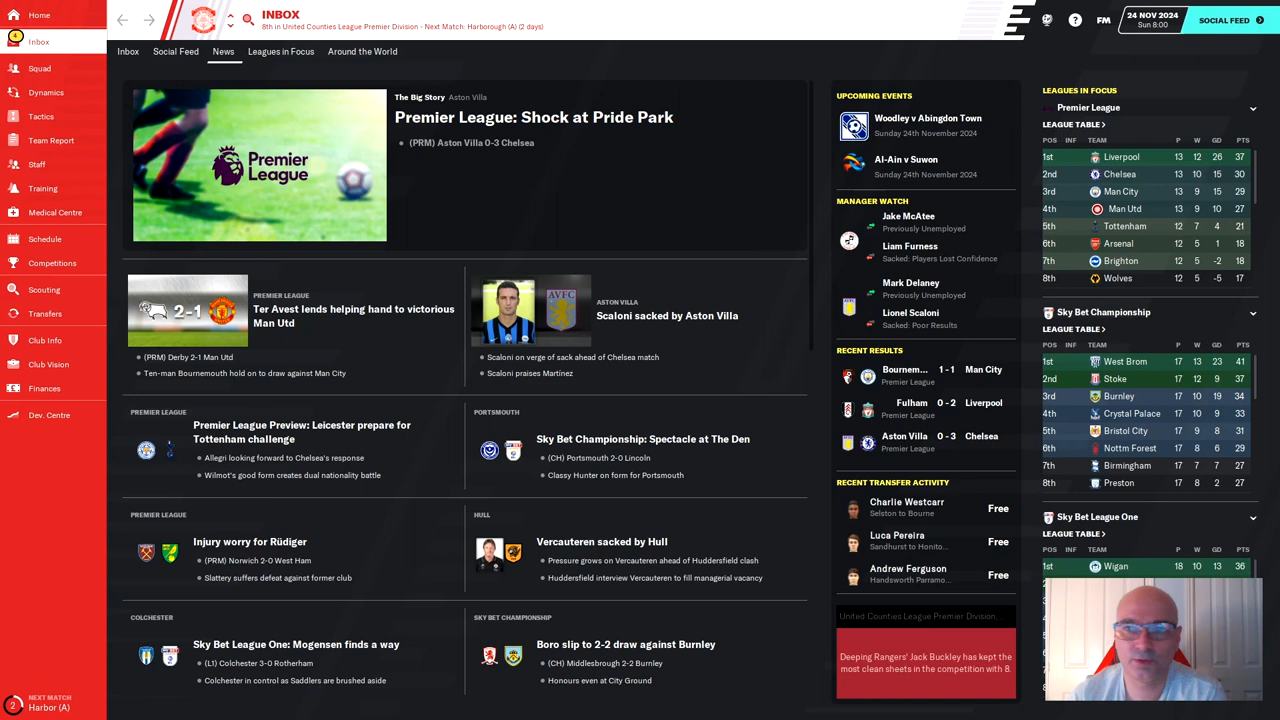 Home
4
Inbox
Squad
Dynamics
Tactics
Team Report
Staff
Training
Medical Centre
Schedule
Competitions
Scouting
Transfers
Club Info
Club Vision
Finances
Dev. Centre
2
NEXT MATCH
Harbor (A)
INBOX
8th in United Counties League Premier Division - Next Match: Harborough (A) (2 days)
?
FM
24 NOV 2024
Sun 8:00
SOCIAL FEED
Inbox Social Feed News Leagues in Focus Around the World
Premier
League
The Big Story Aston Villa
Premier League: Shock at Pride Park
(PRM) Aston Villa 0-3 Chelsea
2-1
PREMIER LEAGUE
Ter Avest lends helping hand to victorious
Man Utd
(PRM) Derby 2-1 Man Utd
Ten-man Bournemouth hold on to draw against Man City
AVFC
ASTON VILLA
Scaloni sacked by Aston Villa
Scaloni on verge of sack ahead of Chelsea match
Scaloni praises Martínez
PREMIER LEAGUE
Premier League Preview: Leicester prepare for
Tottenham challenge
Allegri looking forward to Chelsea's response
Wilmot's good form creates dual nationality battle
PORTSMOUTH
Sky Bet Championship: Spectacle at The Den
(CH) Portsmouth 2-0 Lincoln
Classy Hunter on form for Portsmouth
PREMIER LEAGUE
Injury worry for Rüdiger
(PRM) Norwich 2-0 West Ham
Slattery suffers defeat against former club
HULL
Vercauteren sacked by Hull
Pressure grows on Vercauteren ahead of Huddersfield clash
Huddersfield interview Vercauteren to fill managerial vacancy
COLCHESTER
Sky Bet League One: Mogensen finds a way
(L1) Colchester 3-0 Rotherham
Colchester in control as Saddlers are brushed aside
SKY BET CHAMPIONSHIP
Boro slip to 2-2 draw against Burnley
(CH) Middlesbrough 2-2 Burnley
Honours even at City Ground
UPCOMING EVENTS
Woodley v Abingdon Town
Sunday 24th November 2024
Al-Ain v Suwon
Sunday 24th November 2024
MANAGER WATCH
Jake McAtee
Previously Unemployed
Liam Furness
Sacked: Players Lost Confidence
Mark Delaney
Previously Unemployed
Lionel Scaloni
Sacked: Poor Results
RECENT RESULTS
Bournem... 1 - 1 Man City
Premier League
Fulham 0 - 2 Liverpool
Premier League
Aston Villa 0 - 3 Chelsea
Premier League
RECENT TRANSFER ACTIVITY
Charlie Westcarr Free
Selston to Bourne
Luca Pereira Free
Sandhurst to Honito...
Andrew Ferguson Free
Handsworth Parramo...
United Counties League Premier Division, ...
Deeping Rangers' Jack Buckley has kept the
most clean sheets in the competition with 8.
LEAGUES IN FOCUS
Premier League
LEAGUE TABLE
POS INF TEAM P W GD PTS
1st Liverpool 13 12 26 37
2nd Chelsea 13 10 15 30
3rd Man City 13 9 15 29
4th Man Utd 13 9 10 27
5th Tottenham 12 7 4 21
6th Arsenal 12 5 1 18
7th Brighton 12 5 -2 18
8th Wolves 12 5 -5 17
Sky Bet Championship
LEAGUE TABLE
POS INF TEAM P W GD PTS
1st West Brom 17 13 23 41
2nd Stoke 17 12 9 37
3rd Burnley 17 10 19 34
4th Crystal Palace 17 10 9 33
5th Bristol City 17 9 8 31
6th Nottm Forest 17 8 6 29
7th Birmingham 17 7 7 27
8th Preston 17 8 2 27
Sky Bet League One
LEAGUE TABLE
POS INF TEAM P W GD PTS
1st Wigan 18 10 13 36